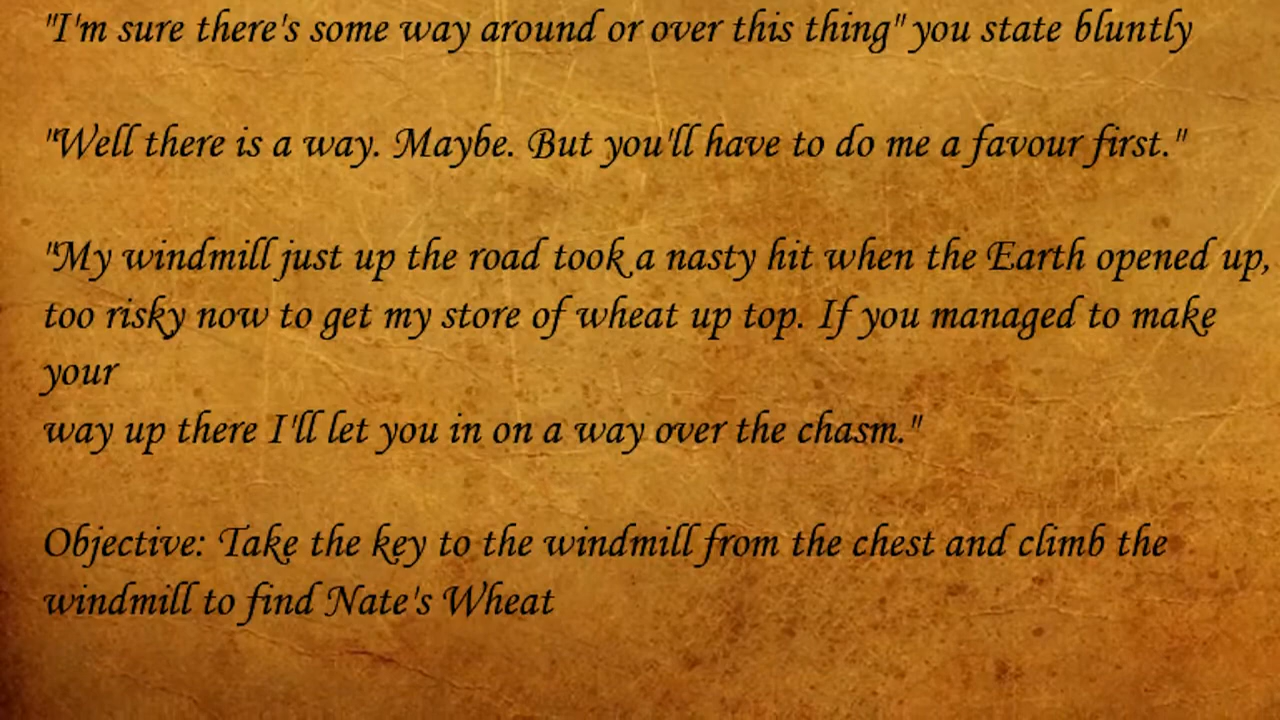 "I'm sure there's some way around or over this thing" you state bluntly
"Well there is a way. Maybe. But you'll have to do me a favour first."
"My windmill just up the road took a nasty hit when the Earth opened up,
too risky now to get my store of wheat up top. If you managed to make
your
way up there I'll let you in on a way over the chasm."
Objective: Take the key to the windmill from the chest and climb the
windmill to find Nate's Wheat